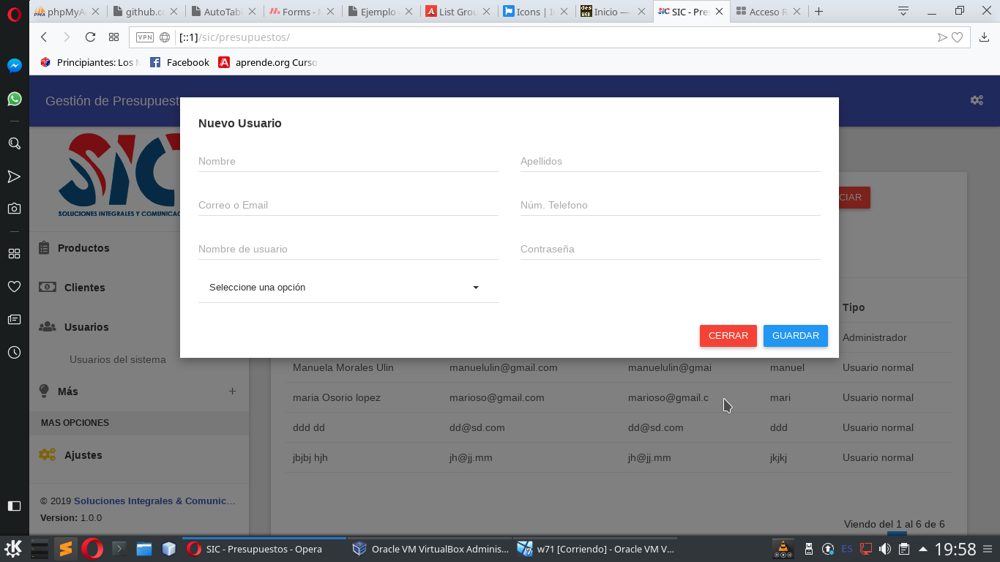 phpMyA
github.c
AutoTab
Forms -
Ejemplo
List Grou
Icons |
Inicio —
SIC - Pres
Acceso R
VPN
[::1]/sic/presupuestos/
Principiantes: Los
Facebook
aprende.org Curso
Gestión de Presupuest
SIC
SOLUCIONES INTEGRALES Y COMUNICA
Productos
Clientes
Usuarios
Usuarios del sistema
Más
+
MAS OPCIONES
Ajustes
© 2019 Soluciones Integrales & Comunic...
Version: 1.0.0
Nuevo Usuario
Nombre
Apellidos
Correo o Email
Núm. Telefono
Nombre de usuario
Contraseña
Seleccione una opción
CERRAR
GUARDAR
CIAR
Tipo
Administrador
Manuela Morales Ulin manuelulin@gmail.com manuelulin@gmai manuel Usuario normal
maria Osorio lopez marioso@gmail.com marioso@gmail.c mari Usuario normal
ddd dd dd@sd.com dd@sd.com ddd Usuario normal
jbjbj hjh jh@jj.mm jh@jj.mm jkjkj Usuario normal
Viendo del 1 al 6 de 6
SIC - Presupuestos - Opera
Oracle VM VirtualBox Adminis...
w71 [Corriendo] - Oracle VM V...
ES
19:58